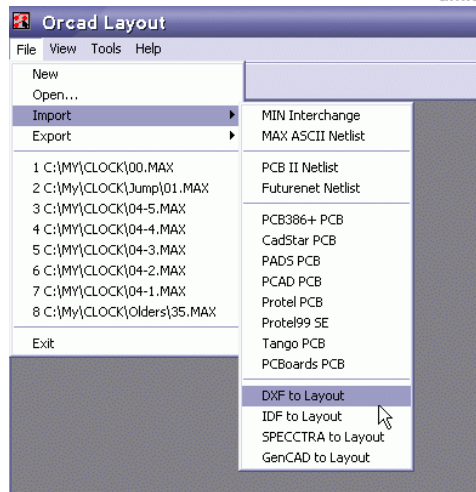 Orcad Layout
File View Tools Help
New
Open...
Import
Export
1 C:\MY\CLOCK\00.MAX
2 C:\My\CLOCK\Jump\01.MAX
3 C:\MY\CLOCK\04-5.MAX
4 C:\MY\CLOCK\04-4.MAX
5 C:\MY\CLOCK\04-3.MAX
6 C:\MY\CLOCK\04-2.MAX
7 C:\MY\CLOCK\04-1.MAX
8 C:\MY\CLOCK\Olders\35.MAX
Exit
MIN Interchange
MAX ASCII Netlist
PCB II Netlist
Futurenet Netlist
PCB386+ PCB
CadStar PCB
PADS PCB
PCAD PCB
Protel PCB
Protel99 SE
Tango PCB
PCBoards PCB
DXF to Layout
IDF to Layout
SPECCTRA to Layout
GenCAD to Layout